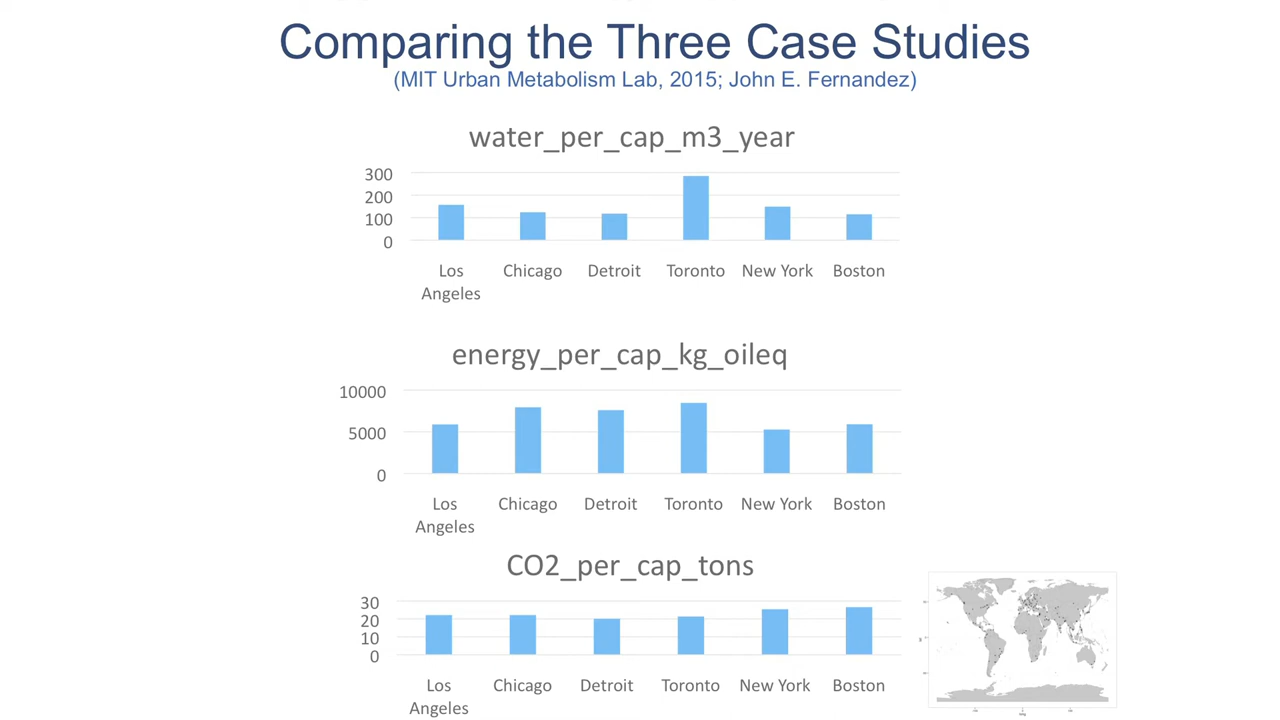 Comparing the Three Case Studies
(MIT Urban Metabolism Lab, 2015; John E. Fernandez)
water_per_cap_m3_year
300
200
100
0
Los Angeles
Chicago
Detroit
Toronto
New York
Boston
energy_per_cap_kg_oileq
10000
5000
0
Los Angeles
Chicago
Detroit
Toronto
New York
Boston
CO2_per_cap_tons
30
20
10
0
Los Angeles
Chicago
Detroit
Toronto
New York
Boston